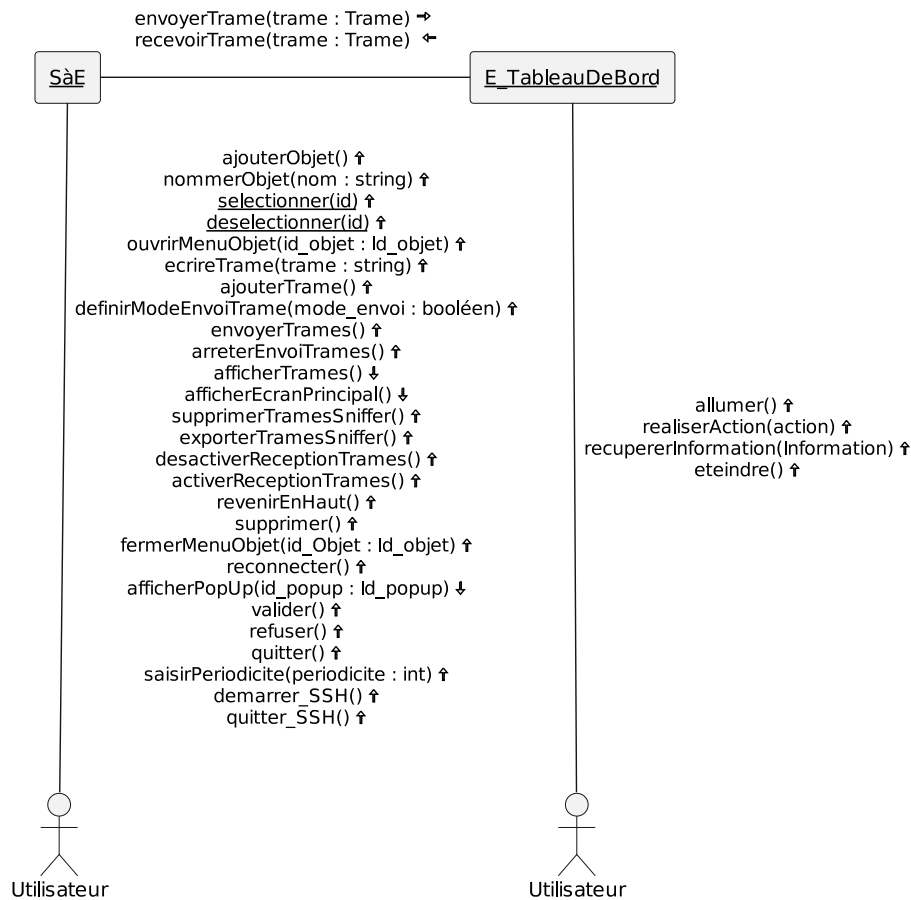 envoyerTrame(trame : Trame) ➾
recevoirTrame(trame : Trame) ⇐
SàE
E_TableauDeBord
ajouterObjet() ⇑
nommerObjet(nom : string) ⇑
selectionner(id) ⇑
deselectionner(id) ⇑
ouvrirMenuObjet(id_objet : Id_objet) ⇑
ecrireTrame(trame : string) ⇑
ajouterTrame() ⇑
definirModeEnvoiTrame(mode_envoi : booléen) ⇑
envoyerTrames() ⇑
arreterEnvoiTrames() ⇑
afficherTrames() ⇓
afficherEcranPrincipal() ⇓
supprimerTramesSniffer() ⇑
exporterTramesSniffer() ⇑
desactiverReceptionTrames() ⇑
activerReceptionTrames() ⇑
revenirEnHaut() ⇑
supprimer() ⇑
fermerMenuObjet(id_Objet : Id_objet) ⇑
reconnecter() ⇑
afficherPopUp(id_popup : Id_popup) ⇓
valider() ⇑
refuser() ⇑
quitter() ⇑
saisirPeriodicite(periodicite : int) ⇑
demarrer_SSH() ⇑
quitter_SSH() ⇑
allumer() ⇑
realiserAction(action) ⇑
recupererInformation(Information) ⇑
eteindre() ⇑
Utilisateur
Utilisateur